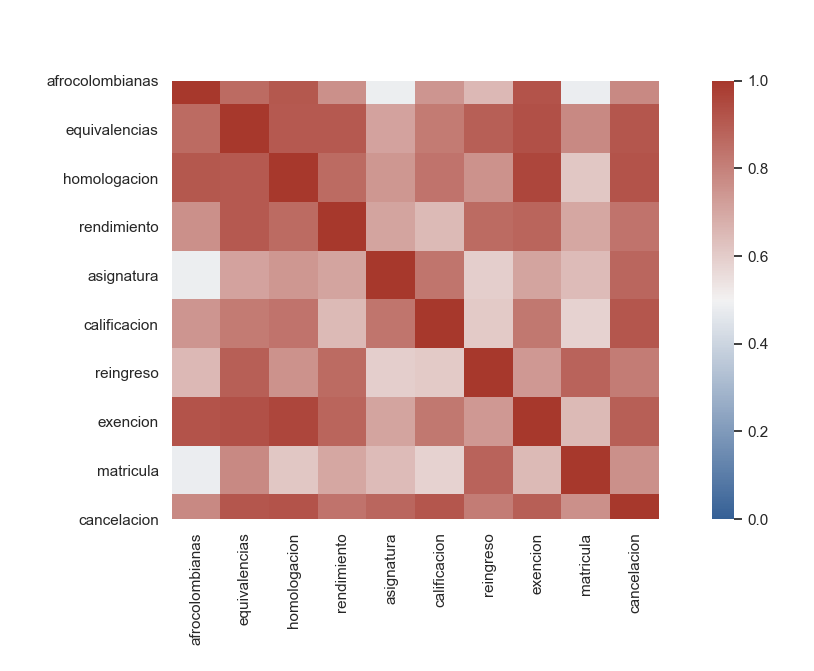 afrocolombianas
equivalencias
homologacion
rendimiento
asignatura
calificacion
reingreso
exencion
matricula
cancelacion
afrocolombianas
equivalencias
homologacion
rendimiento
asignatura
calificacion
reingreso
exencion
matricula
cancelacion
1.0
0.8
0.6
0.4
0.2
0.0